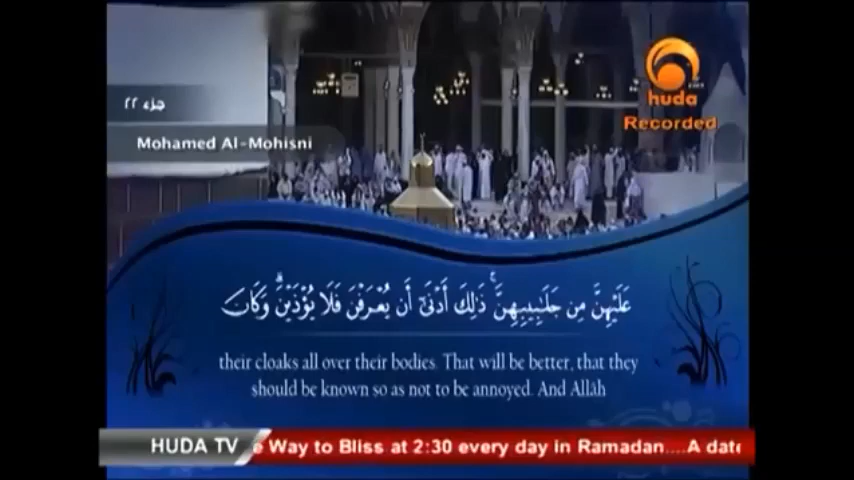 جزء ٢٢
Mohamed Al-Mohisni
huda
Recorded
عَلَيْهِنَّ مِن جَلَٰبِيبِهِنَّ ۚ ذَٰلِكَ أَدْنَىٰٓ أَن يُعْرَفْنَ فَلَا يُؤْذَيْنَ ۗ وَكَانَ
their cloaks all over their bodies. That will be better, that they
should be known so as not to be annoyed. And Allâh
HUDA TV e Way to Bliss at 2:30 every day in Ramadan....A date